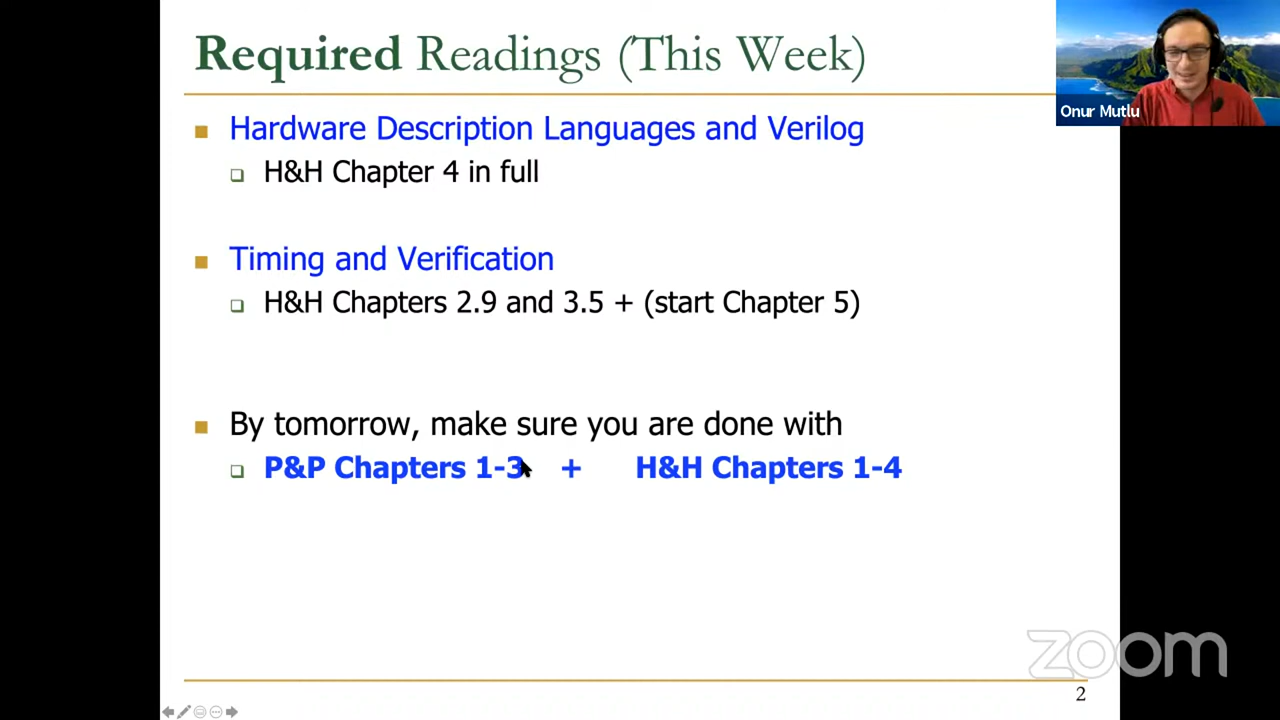 Required Readings (This Week)
Onur Mutlu
Hardware Description Languages and Verilog
H&H Chapter 4 in full
Timing and Verification
H&H Chapters 2.9 and 3.5 + (start Chapter 5)
By tomorrow, make sure you are done with
P&P Chapters 1-3 + H&H Chapters 1-4
zoom
2